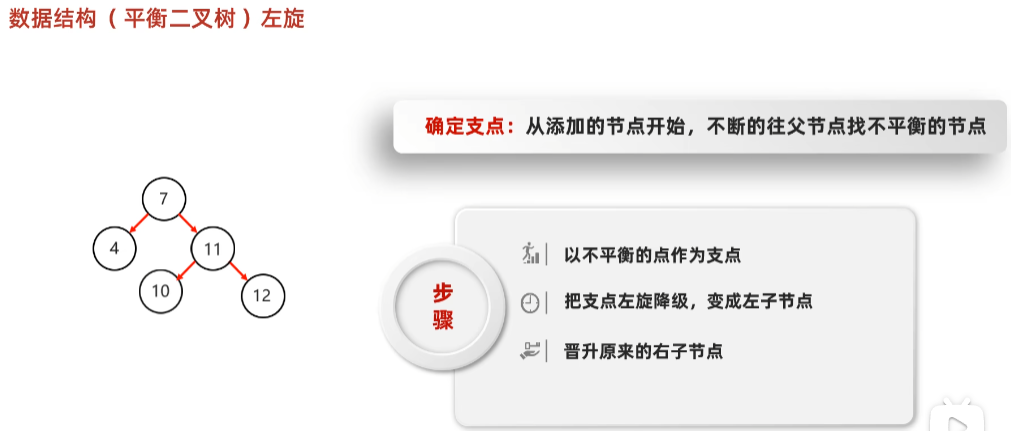 数据结构（平衡二叉树）左旋
确定支点：从添加的节点开始，不断的往父节点找不平衡的节点
7
4
11
10
12
步
骤
以不平衡的点作为支点
把支点左旋降级，变成左子节点
晋升原来的右子节点